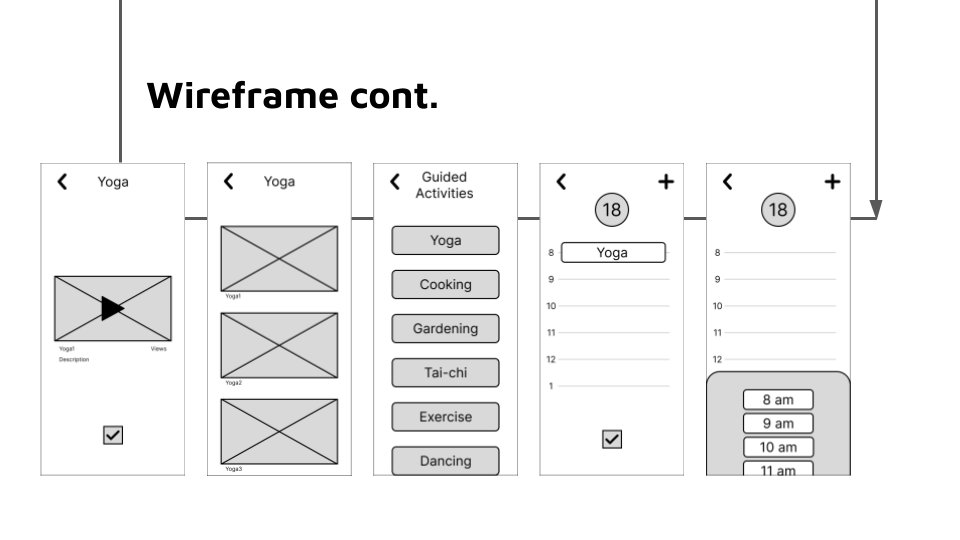 Wireframe cont.
Yoga
Yoga1
Views
Description
Yoga
Yoga1
Yoga2
Yoga3
Guided
Activities
Yoga
Cooking
Gardening
Tai-chi
Exercise
Dancing
18
8
Yoga
9
10
11
12
1
18
8
9
10
11
12
8 am
9 am
10 am
11 am